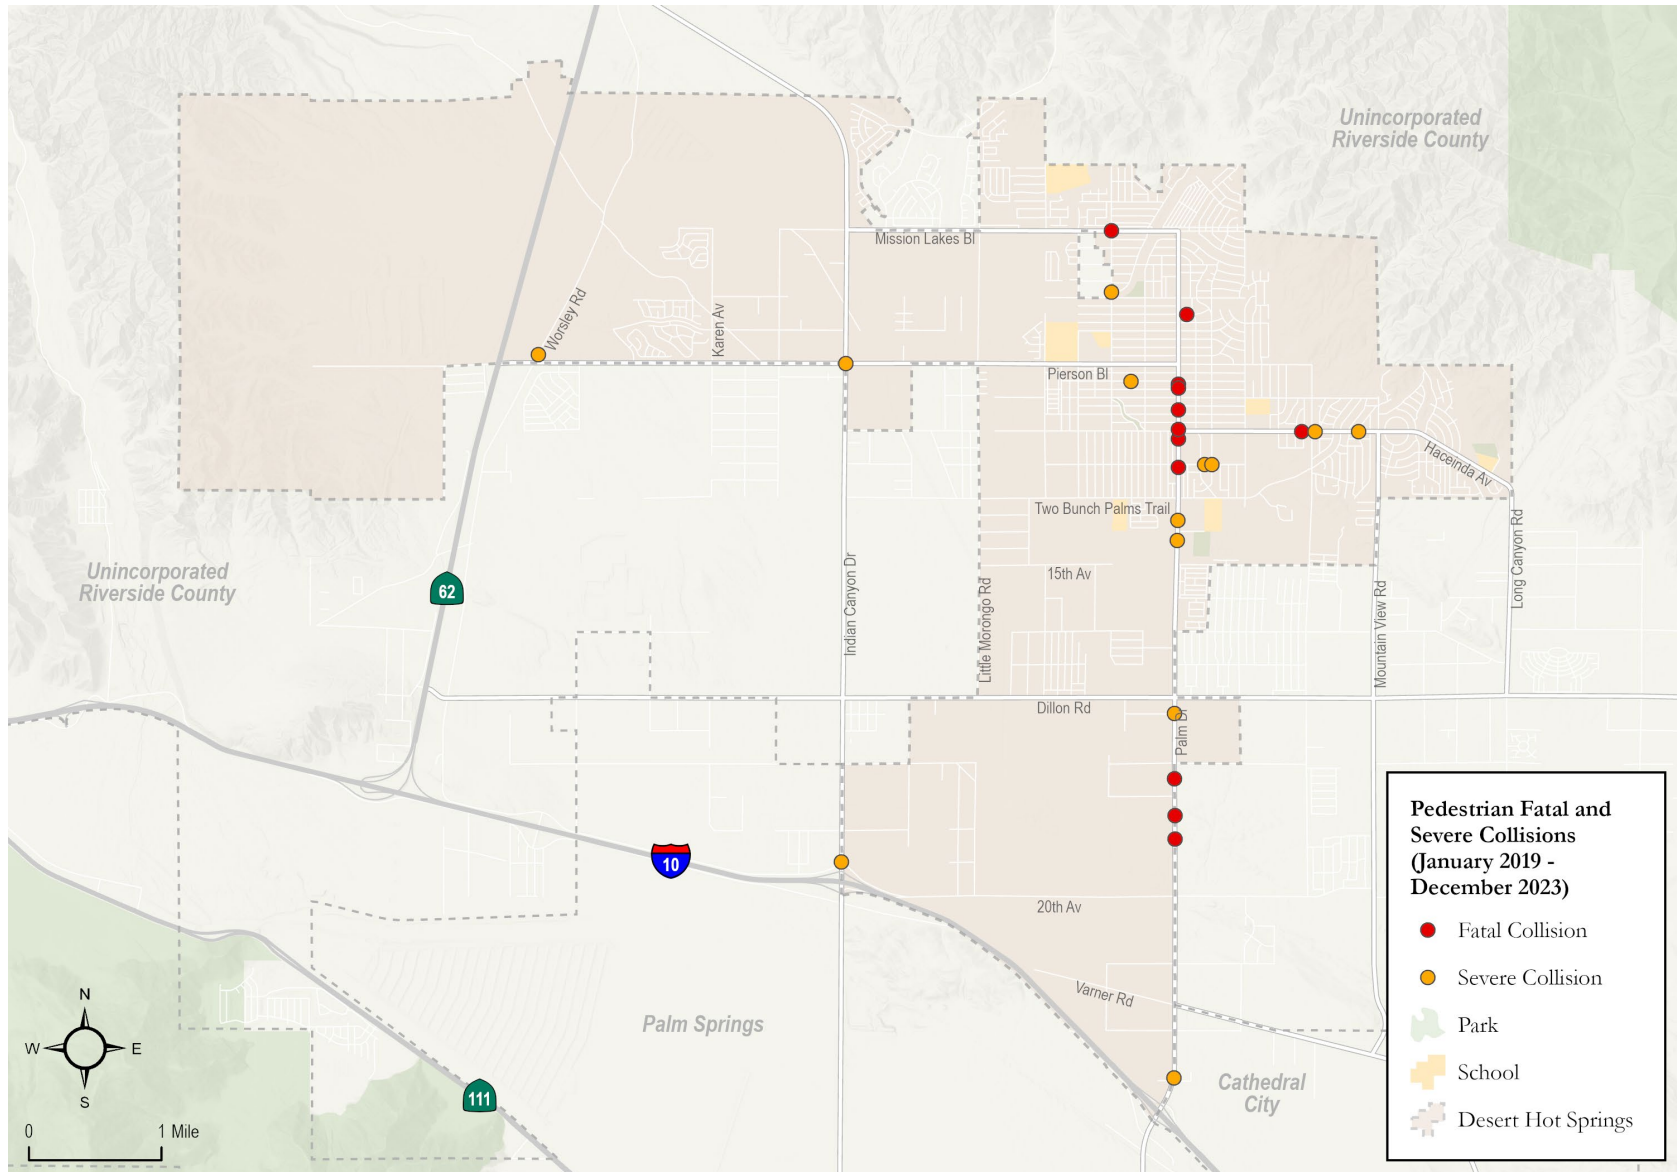 Unincorporated
Riverside County
Mission Lakes Bl
Worsley Rd
Karen Av
Pierson Bl
Haceinda Av
Two Bunch Palms Trail
Long Canyon Rd
Unincorporated
Riverside County
62
Indian Canyon Dr
15th Av
Little Morongo Rd
Mountain View Rd
Dillon Rd
Palm Dr
10
20th Av
Varner Rd
Palm Springs
Cathedral
City
111
N
W
E
S
0
1 Mile
Pedestrian Fatal and
Severe Collisions
(January 2019 -
December 2023)
Fatal Collision
Severe Collision
Park
School
Desert Hot Springs